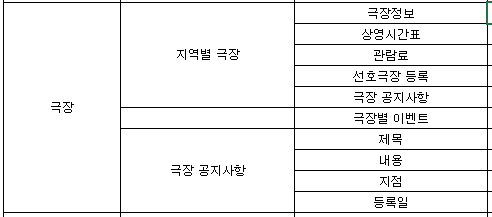 극장
지역별 극장
극장정보
상영시간표
관람료
선호극장 등록
극장 공지사항
극장별 이벤트
극장 공지사항
제목
내용
지점
등록일